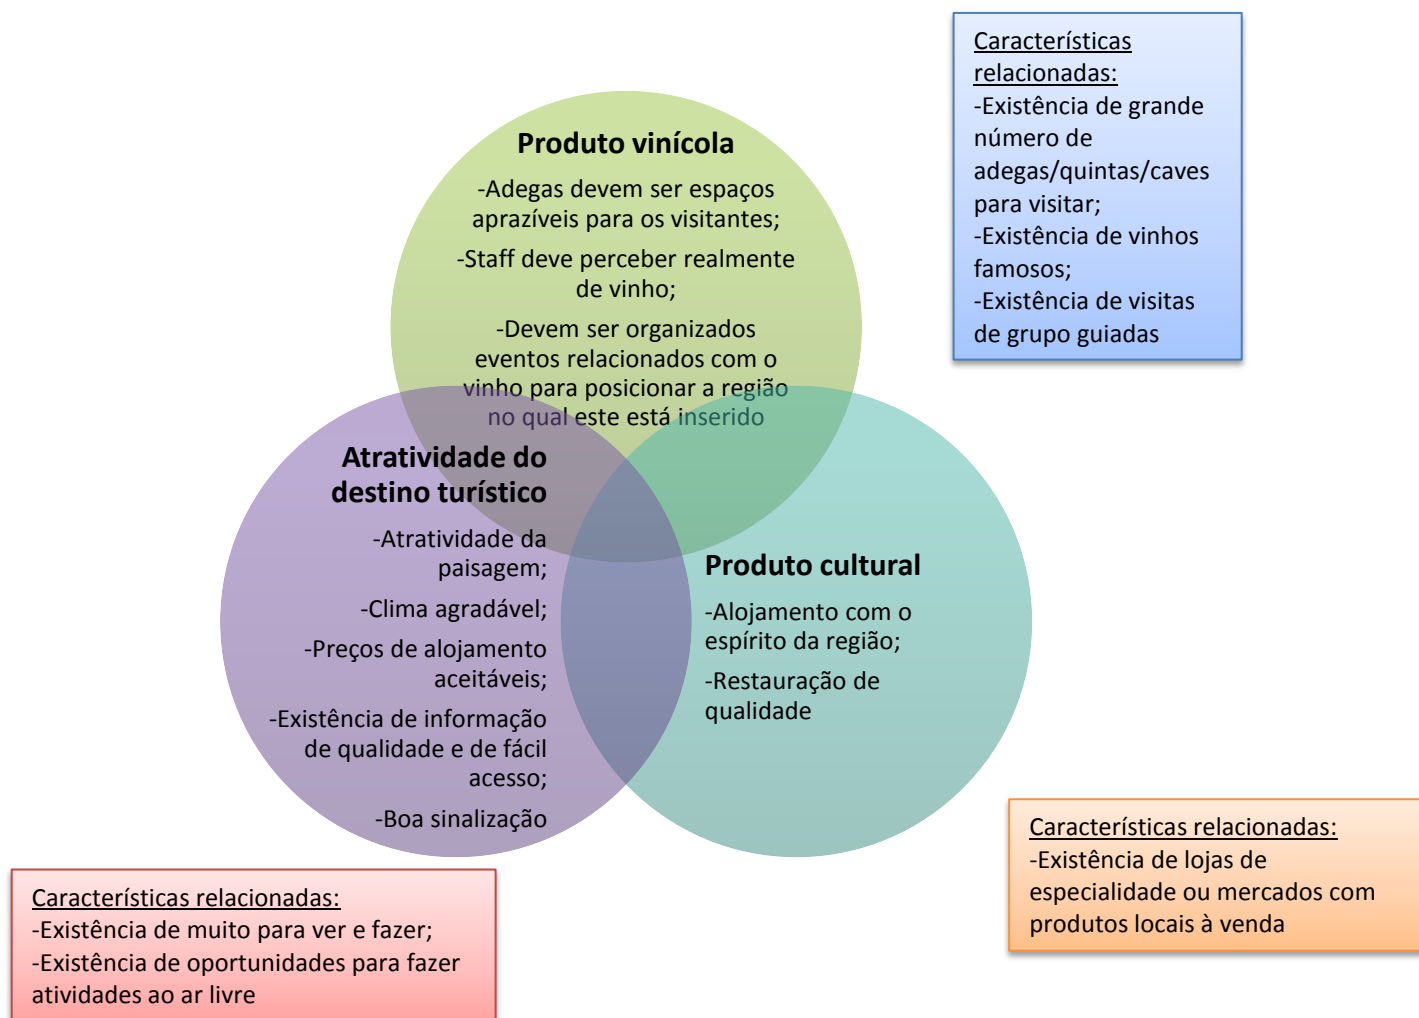 Características
relacionadas:
-Existência de grande
número de
adegas/quintas/caves
para visitar;
-Existência de vinhos
famosos;
-Existência de visitas
de grupo guiadas
Produto vinícola
-Adegas devem ser espaços
aprazíveis para os visitantes;
-Staff deve perceber realmente
de vinho;
-Devem ser organizados
eventos relacionados com o
vinho para posicionar a região
no qual este está inserido
Atratividade do
destino turístico
-Atratividade da
paisagem;
-Clima agradável;
-Preços de alojamento
aceitáveis;
-Existência de informação
de qualidade e de fácil
acesso;
-Boa sinalização
Produto cultural
-Alojamento com o
espírito da região;
-Restauração de
qualidade
Características relacionadas:
-Existência de lojas de
especialidade ou mercados com
produtos locais à venda
Características relacionadas:
-Existência de muito para ver e fazer;
-Existência de oportunidades para fazer
atividades ao ar livre